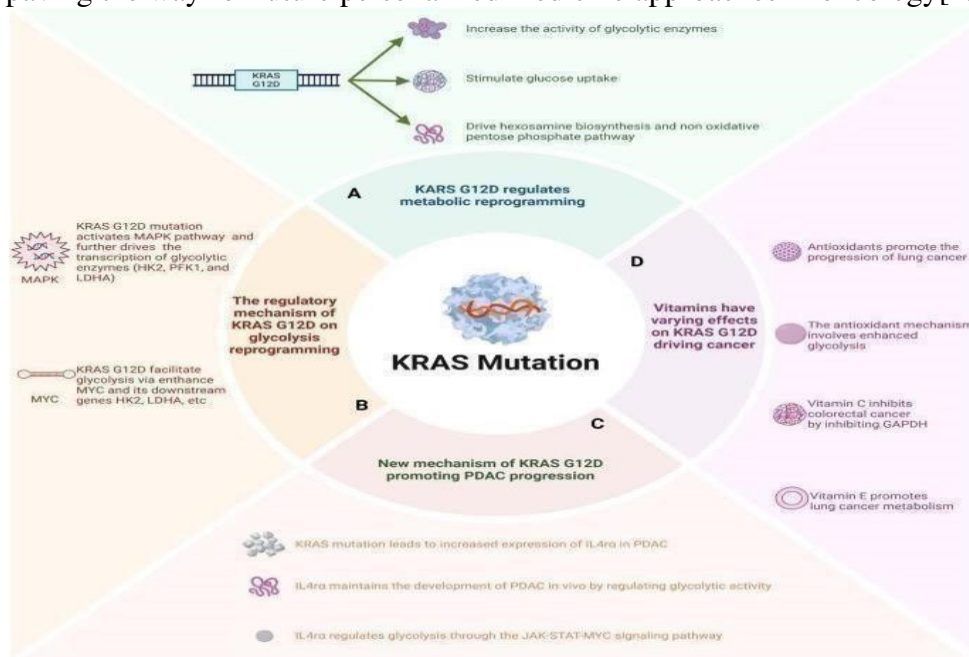 Increase the activity of glycolytic enzymes
KRAS
G12D
Stimulate glucose uptake
Drive hexosamine biosynthesis and non oxidative
pentose phosphate pathway
A
KARS G12D regulates
metabolic reprogramming
KRAS G12D mutation
activates MAPK pathway and
further drives the
transcription of glycolytic
enzymes (HK2, PFK1, and
LDHA)
MAPK
The regulatory
mechanism of
KRAS G12D on
glycolysis
reprogramming
KRAS G12D facilitate
glycolysis via enthance
MYC and its downstream
genes HK2, LDHA, etc
MYC
B
KRAS Mutation
D
Vitamins have
varying effects
on KRAS G12D
driving cancer
Antioxidants promote the
progression of lung cancer
The antioxidant mechanism
involves enhanced
glycolysis
Vitamin C inhibits
colorectal cancer
by inhibiting GAPDH
Vitamin E promotes
lung cancer metabolism
C
New mechanism of KRAS G12D
promoting PDAC progression
KRAS mutation leads to increased expression of IL4rα in PDAC
IL4rα maintains the development of PDAC in vivo by regulating glycolytic activity
IL4rα regulates glycolysis through the JAK-STAT-MYC signaling pathway